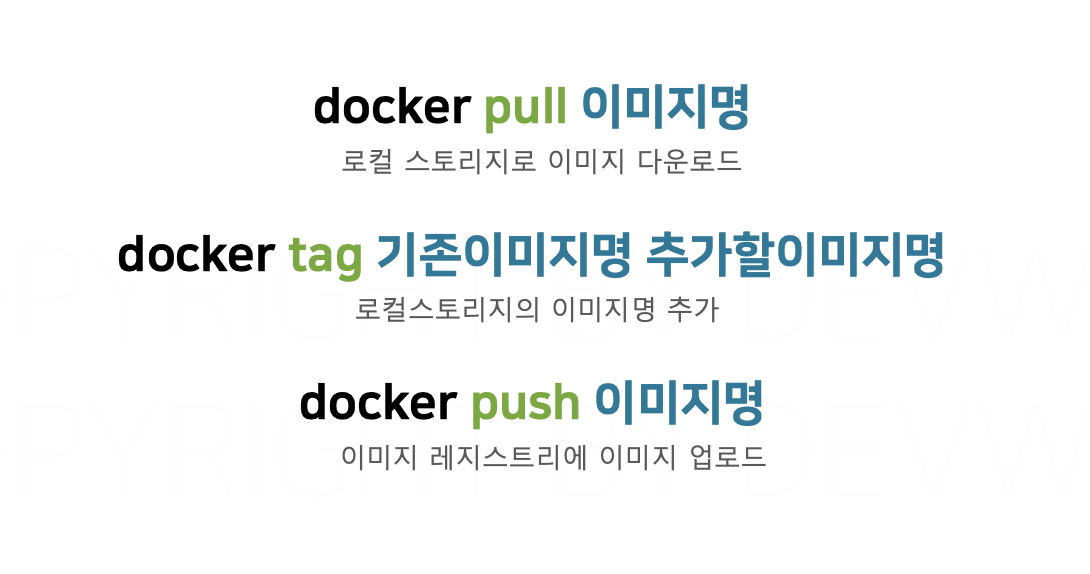 docker pull 이미지명
로컬 스토리지로 이미지 다운로드
docker tag 기존이미지명 추가할이미지명
로컬스토리지의 이미지명 추가
docker push 이미지명
이미지 레지스트리에 이미지 업로드